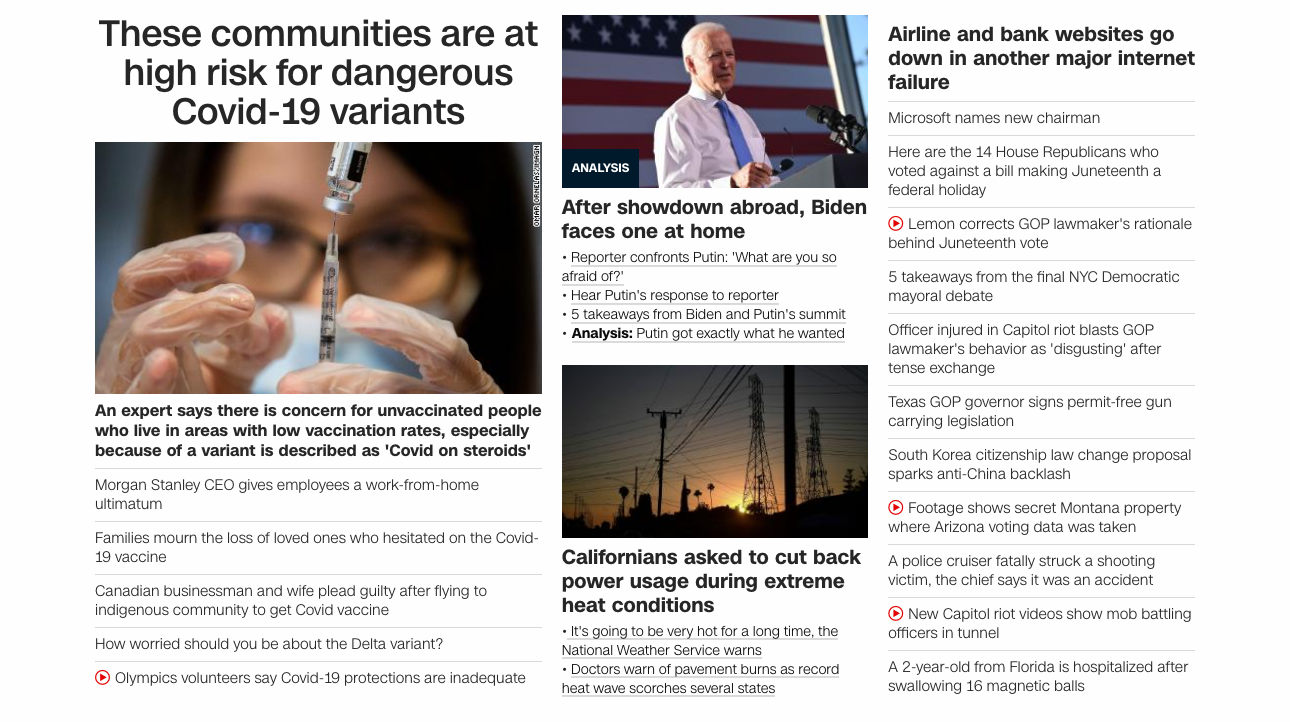 These communities are at
high risk for dangerous
Covid-19 variants
OMAR ORNELAS/IMAGN
An expert says there is concern for unvaccinated people
who live in areas with low vaccination rates, especially
because of a variant is described as 'Covid on steroids'
Morgan Stanley CEO gives employees a work-from-home
ultimatum
Families mourn the loss of loved ones who hesitated on the Covid-
19 vaccine
Canadian businessman and wife plead guilty after flying to
indigenous community to get Covid vaccine
How worried should you be about the Delta variant?
Olympics volunteers say Covid-19 protections are inadequate
ANALYSIS
After showdown abroad, Biden
faces one at home
• Reporter confronts Putin: 'What are you so
afraid of?'
• Hear Putin's response to reporter
• 5 takeaways from Biden and Putin's summit
• Analysis: Putin got exactly what he wanted
Californians asked to cut back
power usage during extreme
heat conditions
• It's going to be very hot for a long time, the
National Weather Service warns
• Doctors warn of pavement burns as record
heat wave scorches several states
Airline and bank websites go
down in another major internet
failure
Microsoft names new chairman
Here are the 14 House Republicans who
voted against a bill making Juneteenth a
federal holiday
Lemon corrects GOP lawmaker's rationale
behind Juneteenth vote
5 takeaways from the final NYC Democratic
mayoral debate
Officer injured in Capitol riot blasts GOP
lawmaker's behavior as 'disgusting' after
tense exchange
Texas GOP governor signs permit-free gun
carrying legislation
South Korea citizenship law change proposal
sparks anti-China backlash
Footage shows secret Montana property
where Arizona voting data was taken
A police cruiser fatally struck a shooting
victim, the chief says it was an accident
New Capitol riot videos show mob battling
officers in tunnel
A 2-year-old from Florida is hospitalized after
swallowing 16 magnetic balls